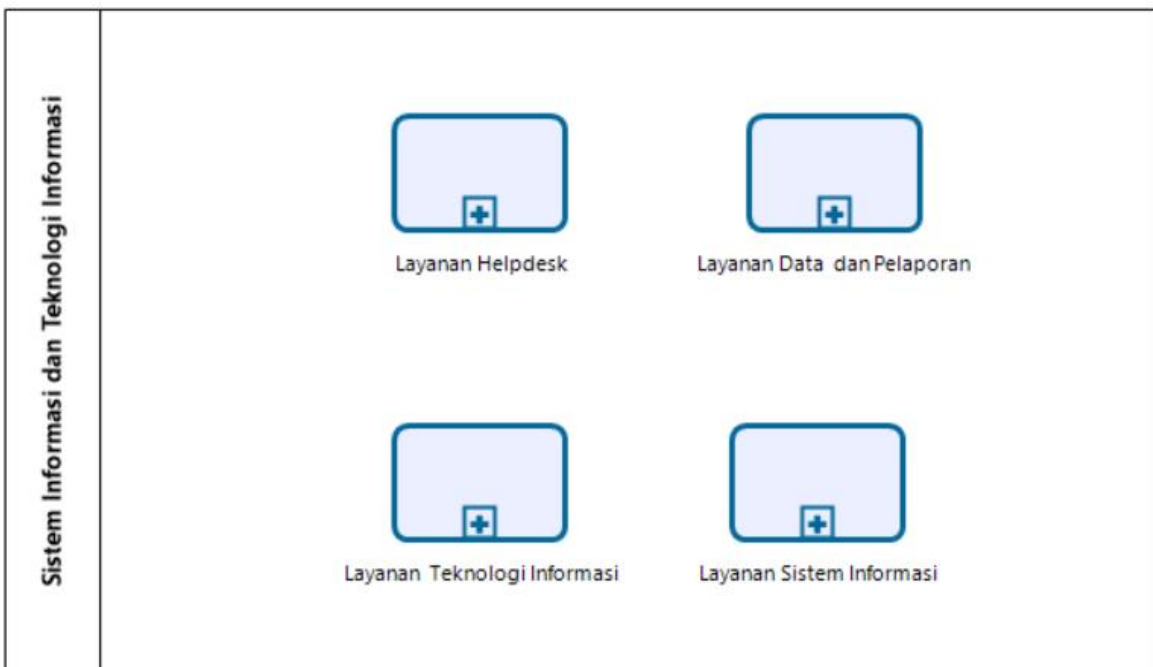 Sistem Informasi dan Teknologi Informasi
Layanan Helpdesk
Layanan Data dan Pelaporan
Layanan Teknologi Informasi
Layanan Sistem Informasi